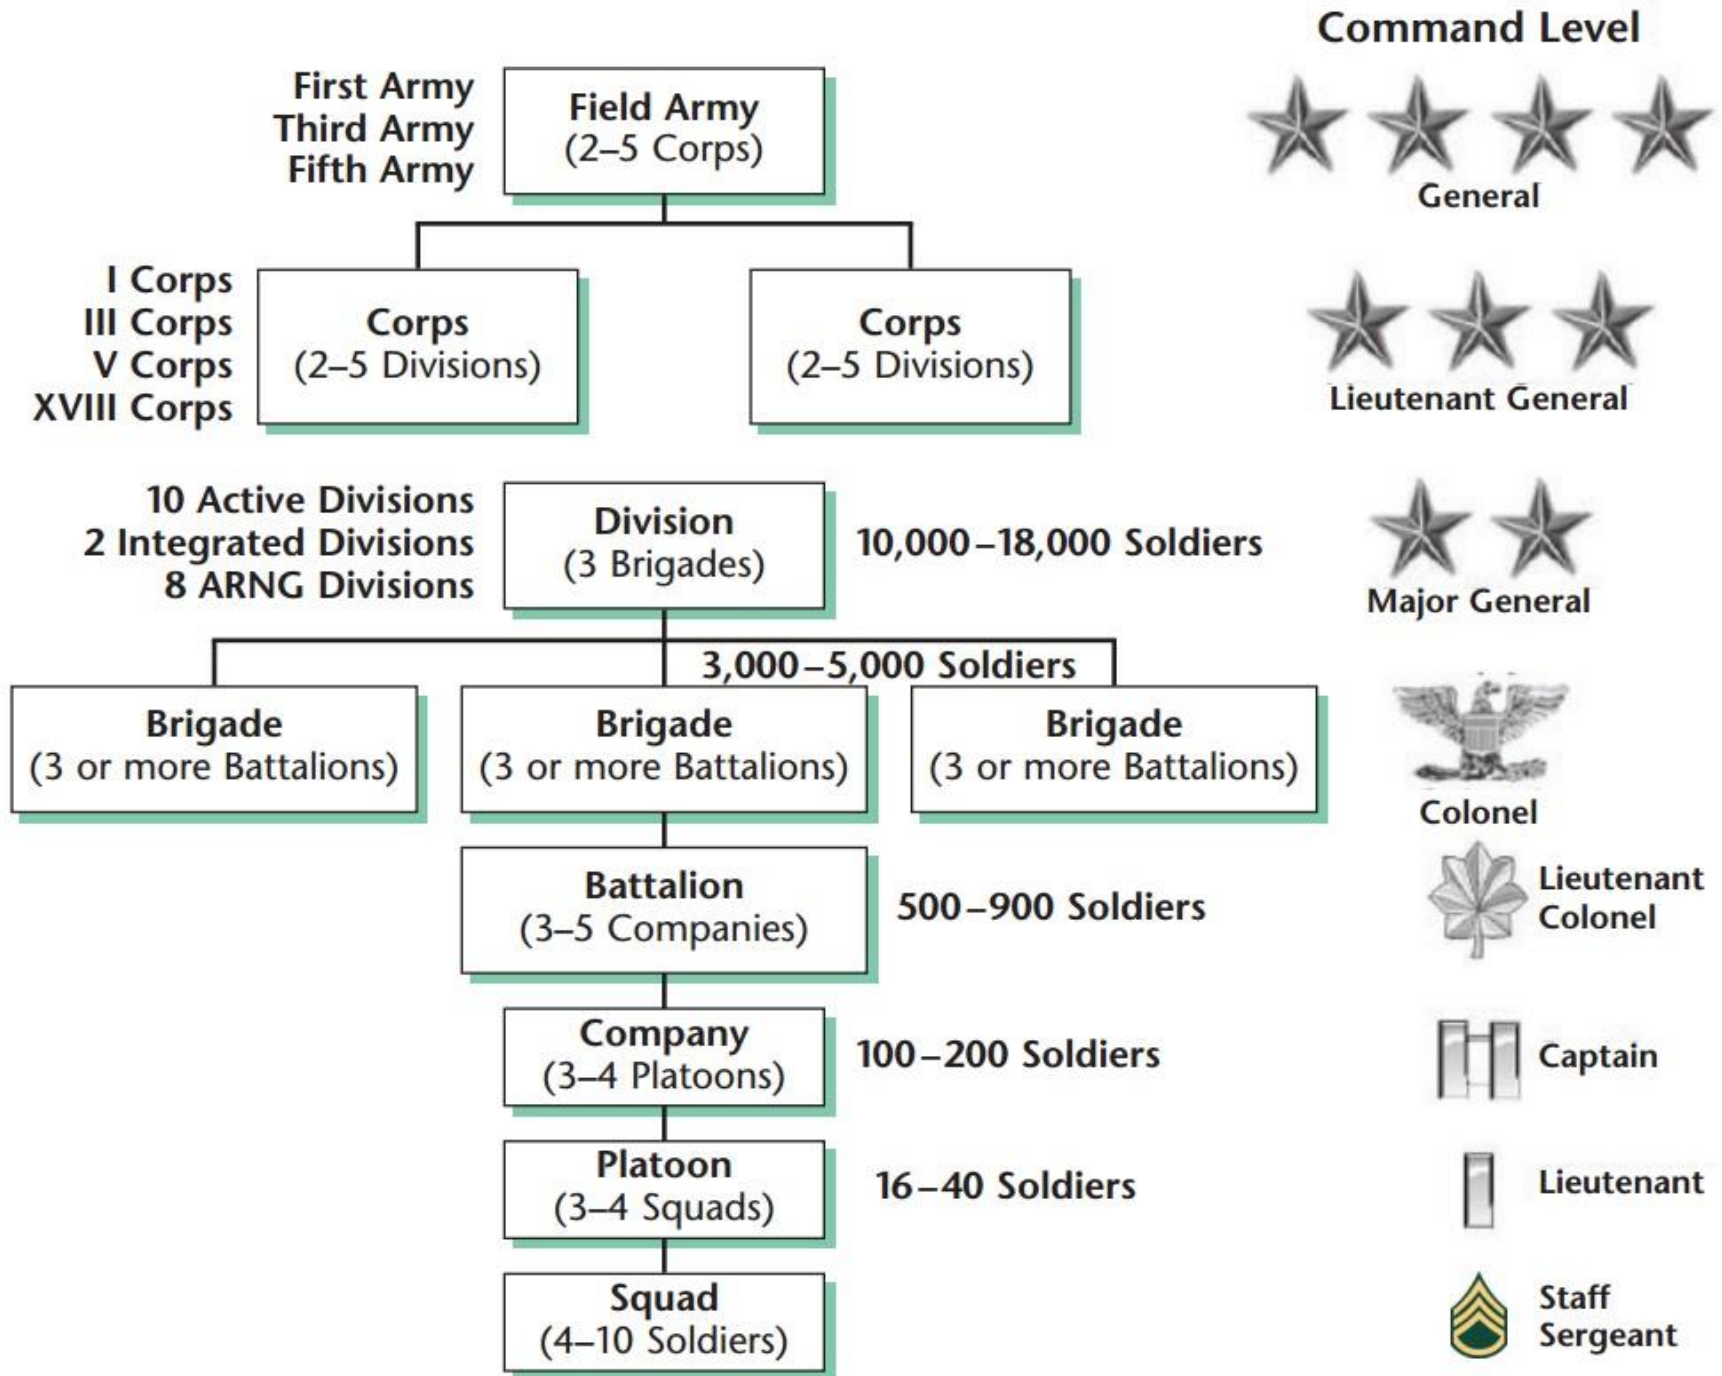 Command Level
First Army
Third Army
Fifth Army
Field Army
(2–5 Corps)
General
I Corps
III Corps
V Corps
XVIII Corps
Corps
(2–5 Divisions)
Corps
(2–5 Divisions)
Lieutenant General
10 Active Divisions
2 Integrated Divisions
8 ARNG Divisions
Division
(3 Brigades)
10,000–18,000 Soldiers
Major General
3,000–5,000 Soldiers
Brigade
(3 or more Battalions)
Brigade
(3 or more Battalions)
Brigade
(3 or more Battalions)
Colonel
Battalion
(3–5 Companies)
500–900 Soldiers
Lieutenant
Colonel
Company
(3–4 Platoons)
100–200 Soldiers
Captain
Platoon
(3–4 Squads)
16–40 Soldiers
Lieutenant
Squad
(4–10 Soldiers)
Staff
Sergeant